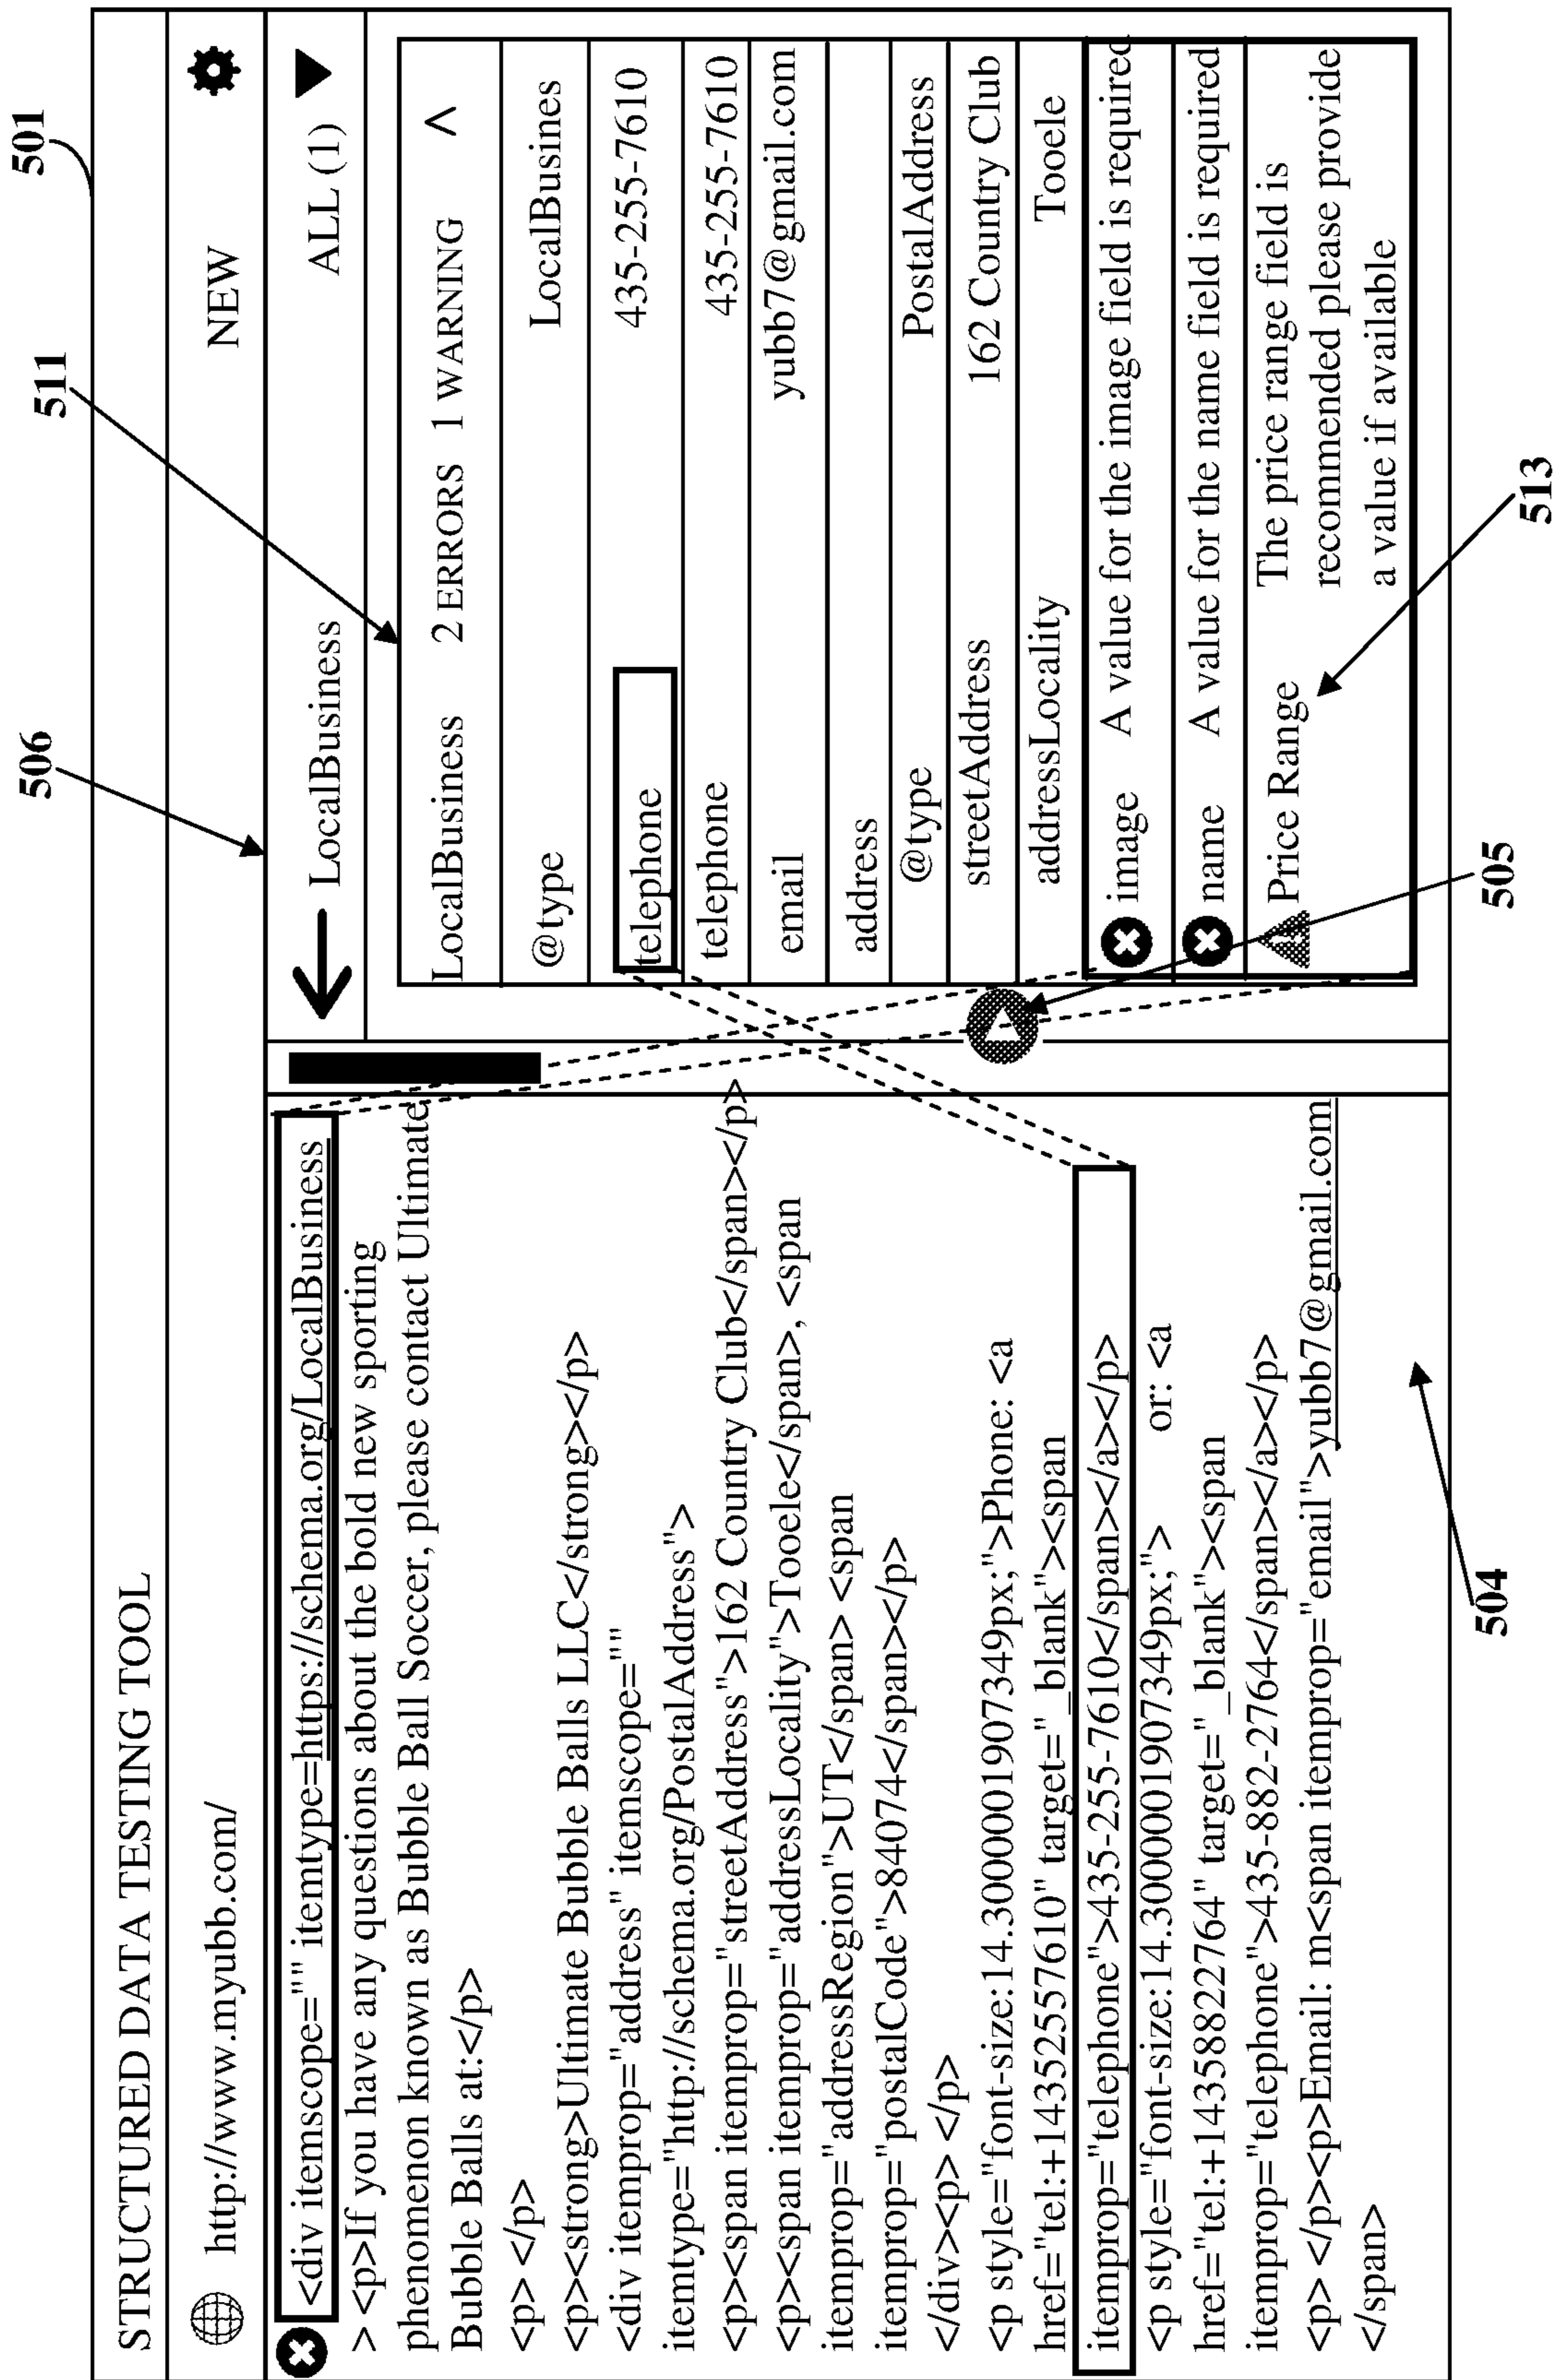 501
STRUCTURED DATA TESTING TOOL
http://www.myubb.com/
NEW
506
511
<div itemscope="" itemtype=https://schema.org/LocalBusiness
> <p>If you have any questions about the bold new sporting
phenomenon known as Bubble Ball Soccer, please contact Ultimate
Bubble Balls at:</p>
<p> </p>
<p><strong>Ultimate Bubble Balls LLC</strong></p>
<div itemprop="address" itemscope=""
itemtype="http://schema.org/PostalAddress">
<p><span itemprop="streetAddress">162 Country Club</span></p>
<p><span itemprop="addressLocality">Tooele</span>, <span
itemprop="addressRegion">UT</span> <span
itemprop="postalCode">84074</span></p>
</div><p> </p>
<p style="font-size:14.3000001907349px;">Phone: <a
href="tel:+14352557610" target="_blank"><span
itemprop="telephone">435-255-7610</span></a></p>
<p style="font-size:14.3000001907349px;"> or: <a
href="tel:+14358822764" target="_blank"><span
itemprop="telephone">435-882-2764</span></a></p>
<p> </p><p>Email: m<span itemprop="email">yubb7@gmail.com
</span>
LocalBusiness ALL (1)
LocalBusiness 2 ERRORS 1 WARNING ^
@type LocalBusines
telephone 435-255-7610
telephone 435-255-7610
email yubb7@gmail.com
address
@type PostalAddress
streetAddress 162 Country Club
addressLocality Tooele
image A value for the image field is required
name A value for the name field is required
Price Range The price range field is
recommended please provide
a value if available
504
505
513